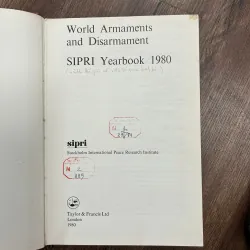 World Armaments
and Disarmament
SIPRI Yearbook 1980
sipri
Stockholm International Peace Research Institute
Taylor & Francis Ltd
London
1980